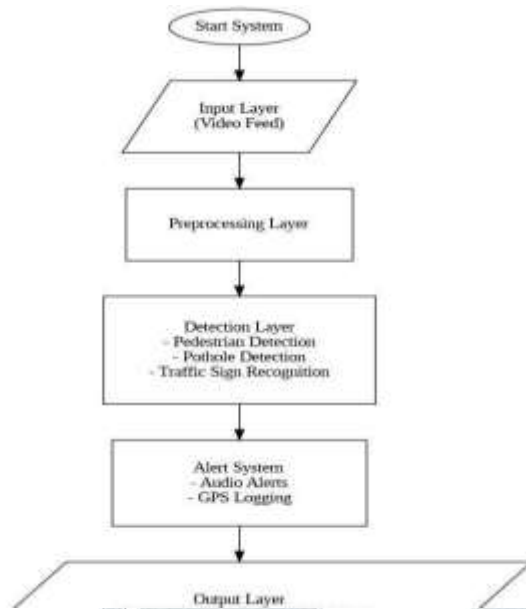 Start System
Input Layer
(Video Feed)
Preprocessing Layer
Detection Layer
- Pedestrian Detection
- Pothole Detection
- Traffic Sign Recognition
Alert System
- Audio Alerts
- GPS Logging
Output Layer